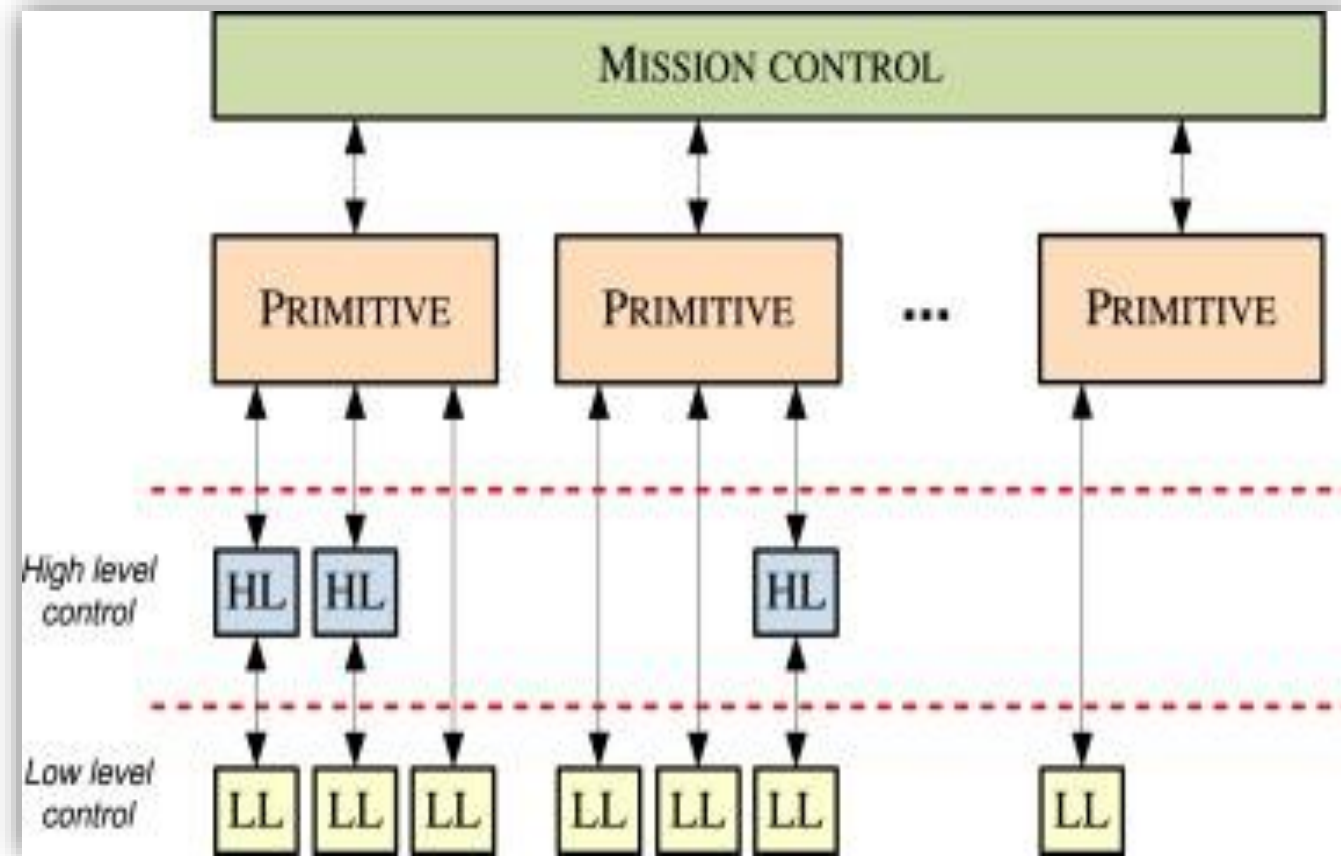 MISSION CONTROL
PRIMITIVE PRIMITIVE ... PRIMITIVE
High level
control
HL HL HL
Low level
control
LL LL LL LL LL LL LL